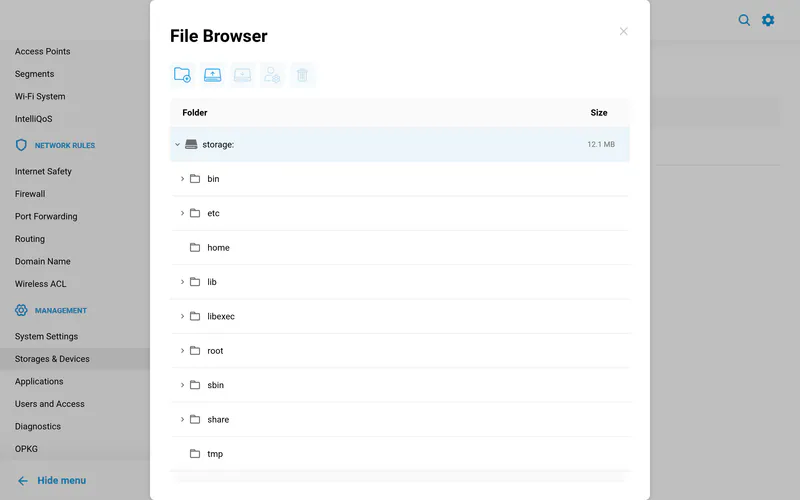 File Browser
Folder
Size
storage:
12.1 MB
bin
etc
home
lib
libexec
root
sbin
share
tmp
Access Points
Segments
Wi-Fi System
IntelliQoS
NETWORK RULES
Internet Safety
Firewall
Port Forwarding
Routing
Domain Name
Wireless ACL
MANAGEMENT
System Settings
Storages & Devices
Applications
Users and Access
Diagnostics
OPKG
Hide menu